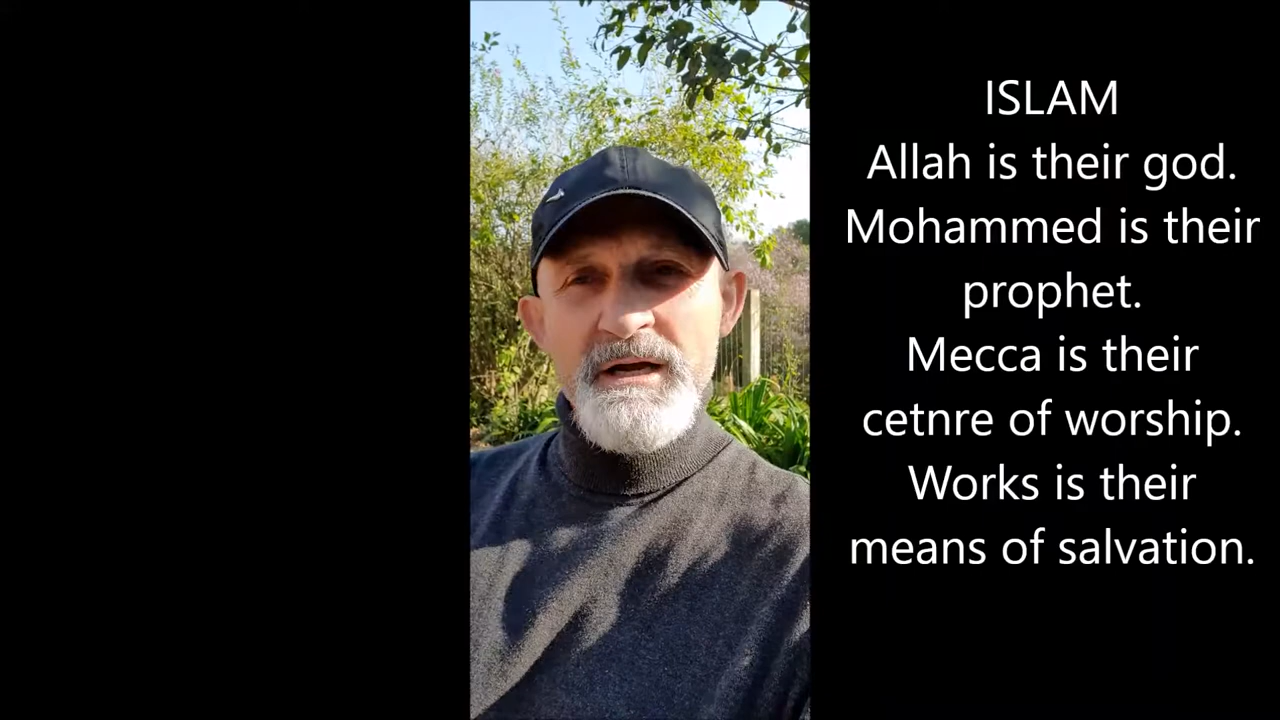 ISLAM
Allah is their god.
Mohammed is their
prophet.
Mecca is their
cetnre of worship.
Works is their
means of salvation.